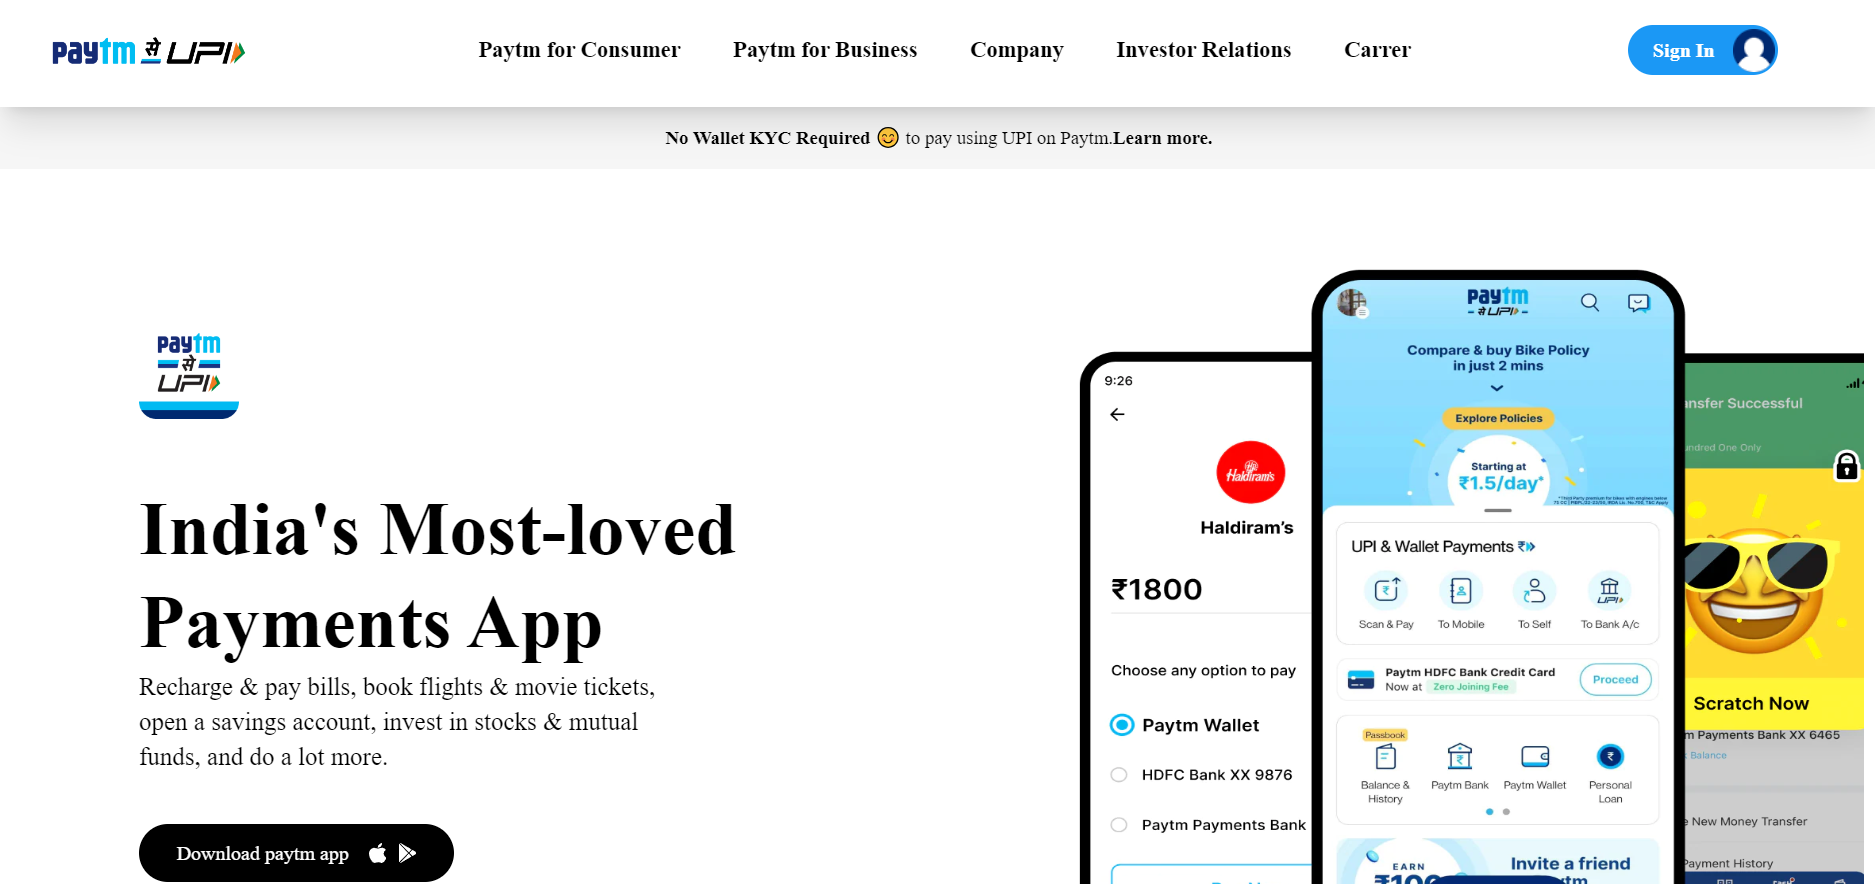 paytm से UPI
Paytm for Consumer
Paytm for Business
Company
Investor Relations
Carrer
Sign In
No Wallet KYC Required 😊 to pay using UPI on Paytm.Learn more.
paytm
से
UPI
India's Most-loved
Payments App
Recharge & pay bills, book flights & movie tickets,
open a savings account, invest in stocks & mutual
funds, and do a lot more.
Download paytm app
9:26
Haldiram's
Haldiram's
₹1800
Choose any option to pay
Paytm Wallet
HDFC Bank XX 9876
Paytm Payments Bank
paytm
से UPI
Compare & buy Bike Policy
in just 2 mins
Explore Policies
Starting at
₹1.5/day*
UPI & Wallet Payments
Scan & Pay
To Mobile
To Self
To Bank A/c
UPI
Paytm HDFC Bank Credit Card
Now at Zero Joining Fee
Proceed
Passbook
Balance &
History
Paytm Bank
Paytm Wallet
Personal
Loan
EARN
₹100
Invite a friend
nsfer Successful
undred One Only
Scratch Now
m Payments Bank XX 6465
Balance
e New Money Transfer
Payment History